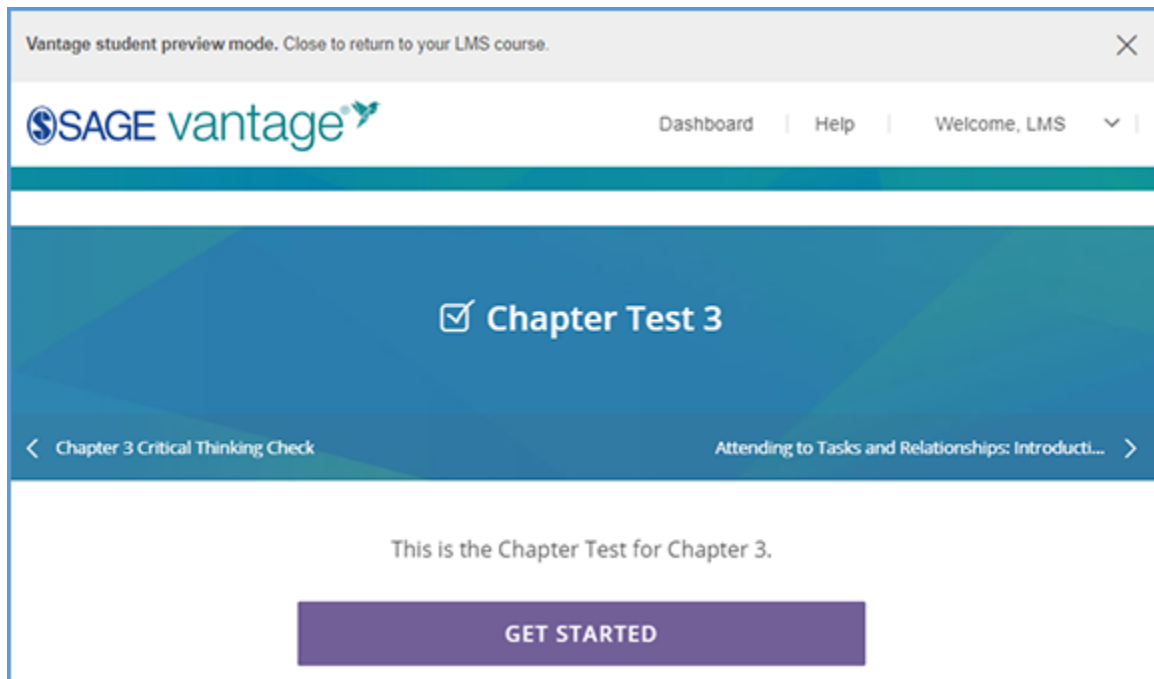 Vantage student preview mode. Close to return to your LMS course.
SAGE vantage®
Dashboard | Help | Welcome, LMS |
Chapter Test 3
Chapter 3 Critical Thinking Check
Attending to Tasks and Relationships: Introducti...
This is the Chapter Test for Chapter 3.
GET STARTED